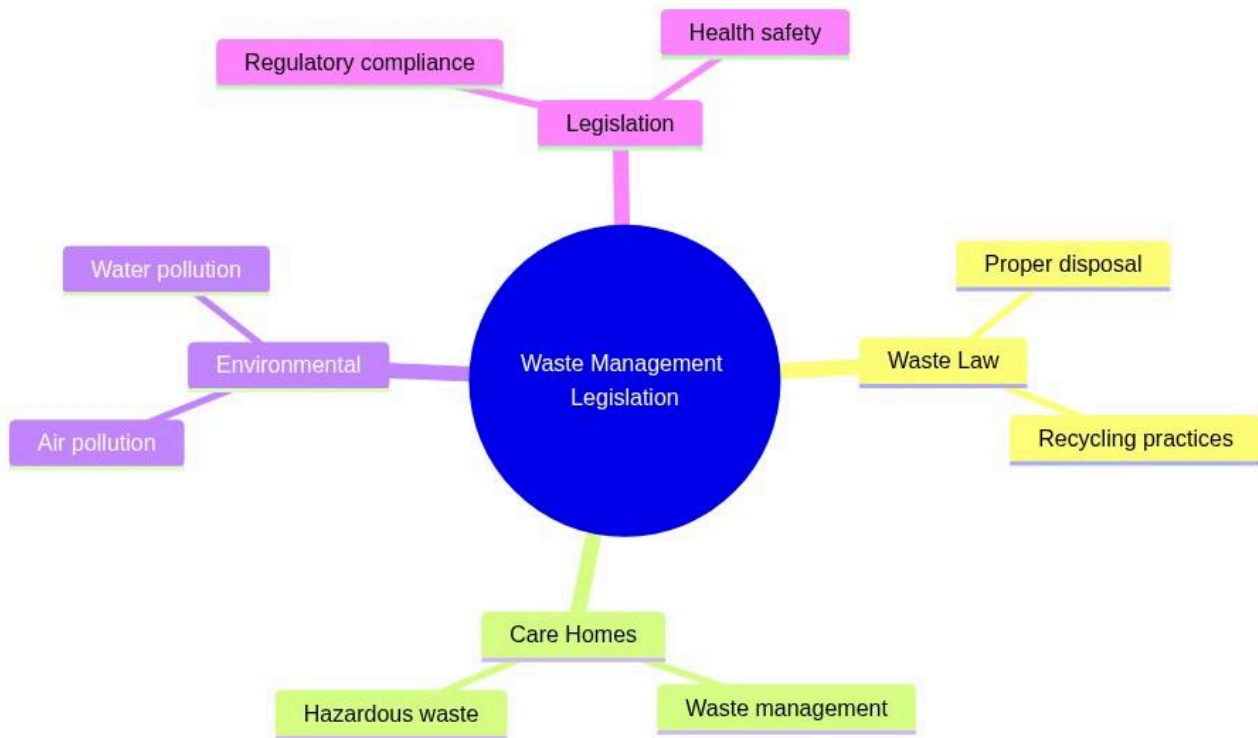 Health safety
Regulatory compliance
Legislation
Water pollution
Proper disposal
Environmental
Waste Management
Legislation
Waste Law
Air pollution
Recycling practices
Care Homes
Hazardous waste
Waste management